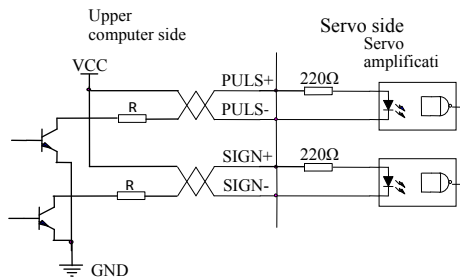 Upper
computer side
Servo side
Servo
amplificati
VCC
PULS+
220Ω
R
PULS-
SIGN+
220Ω
R
SIGN-
GND